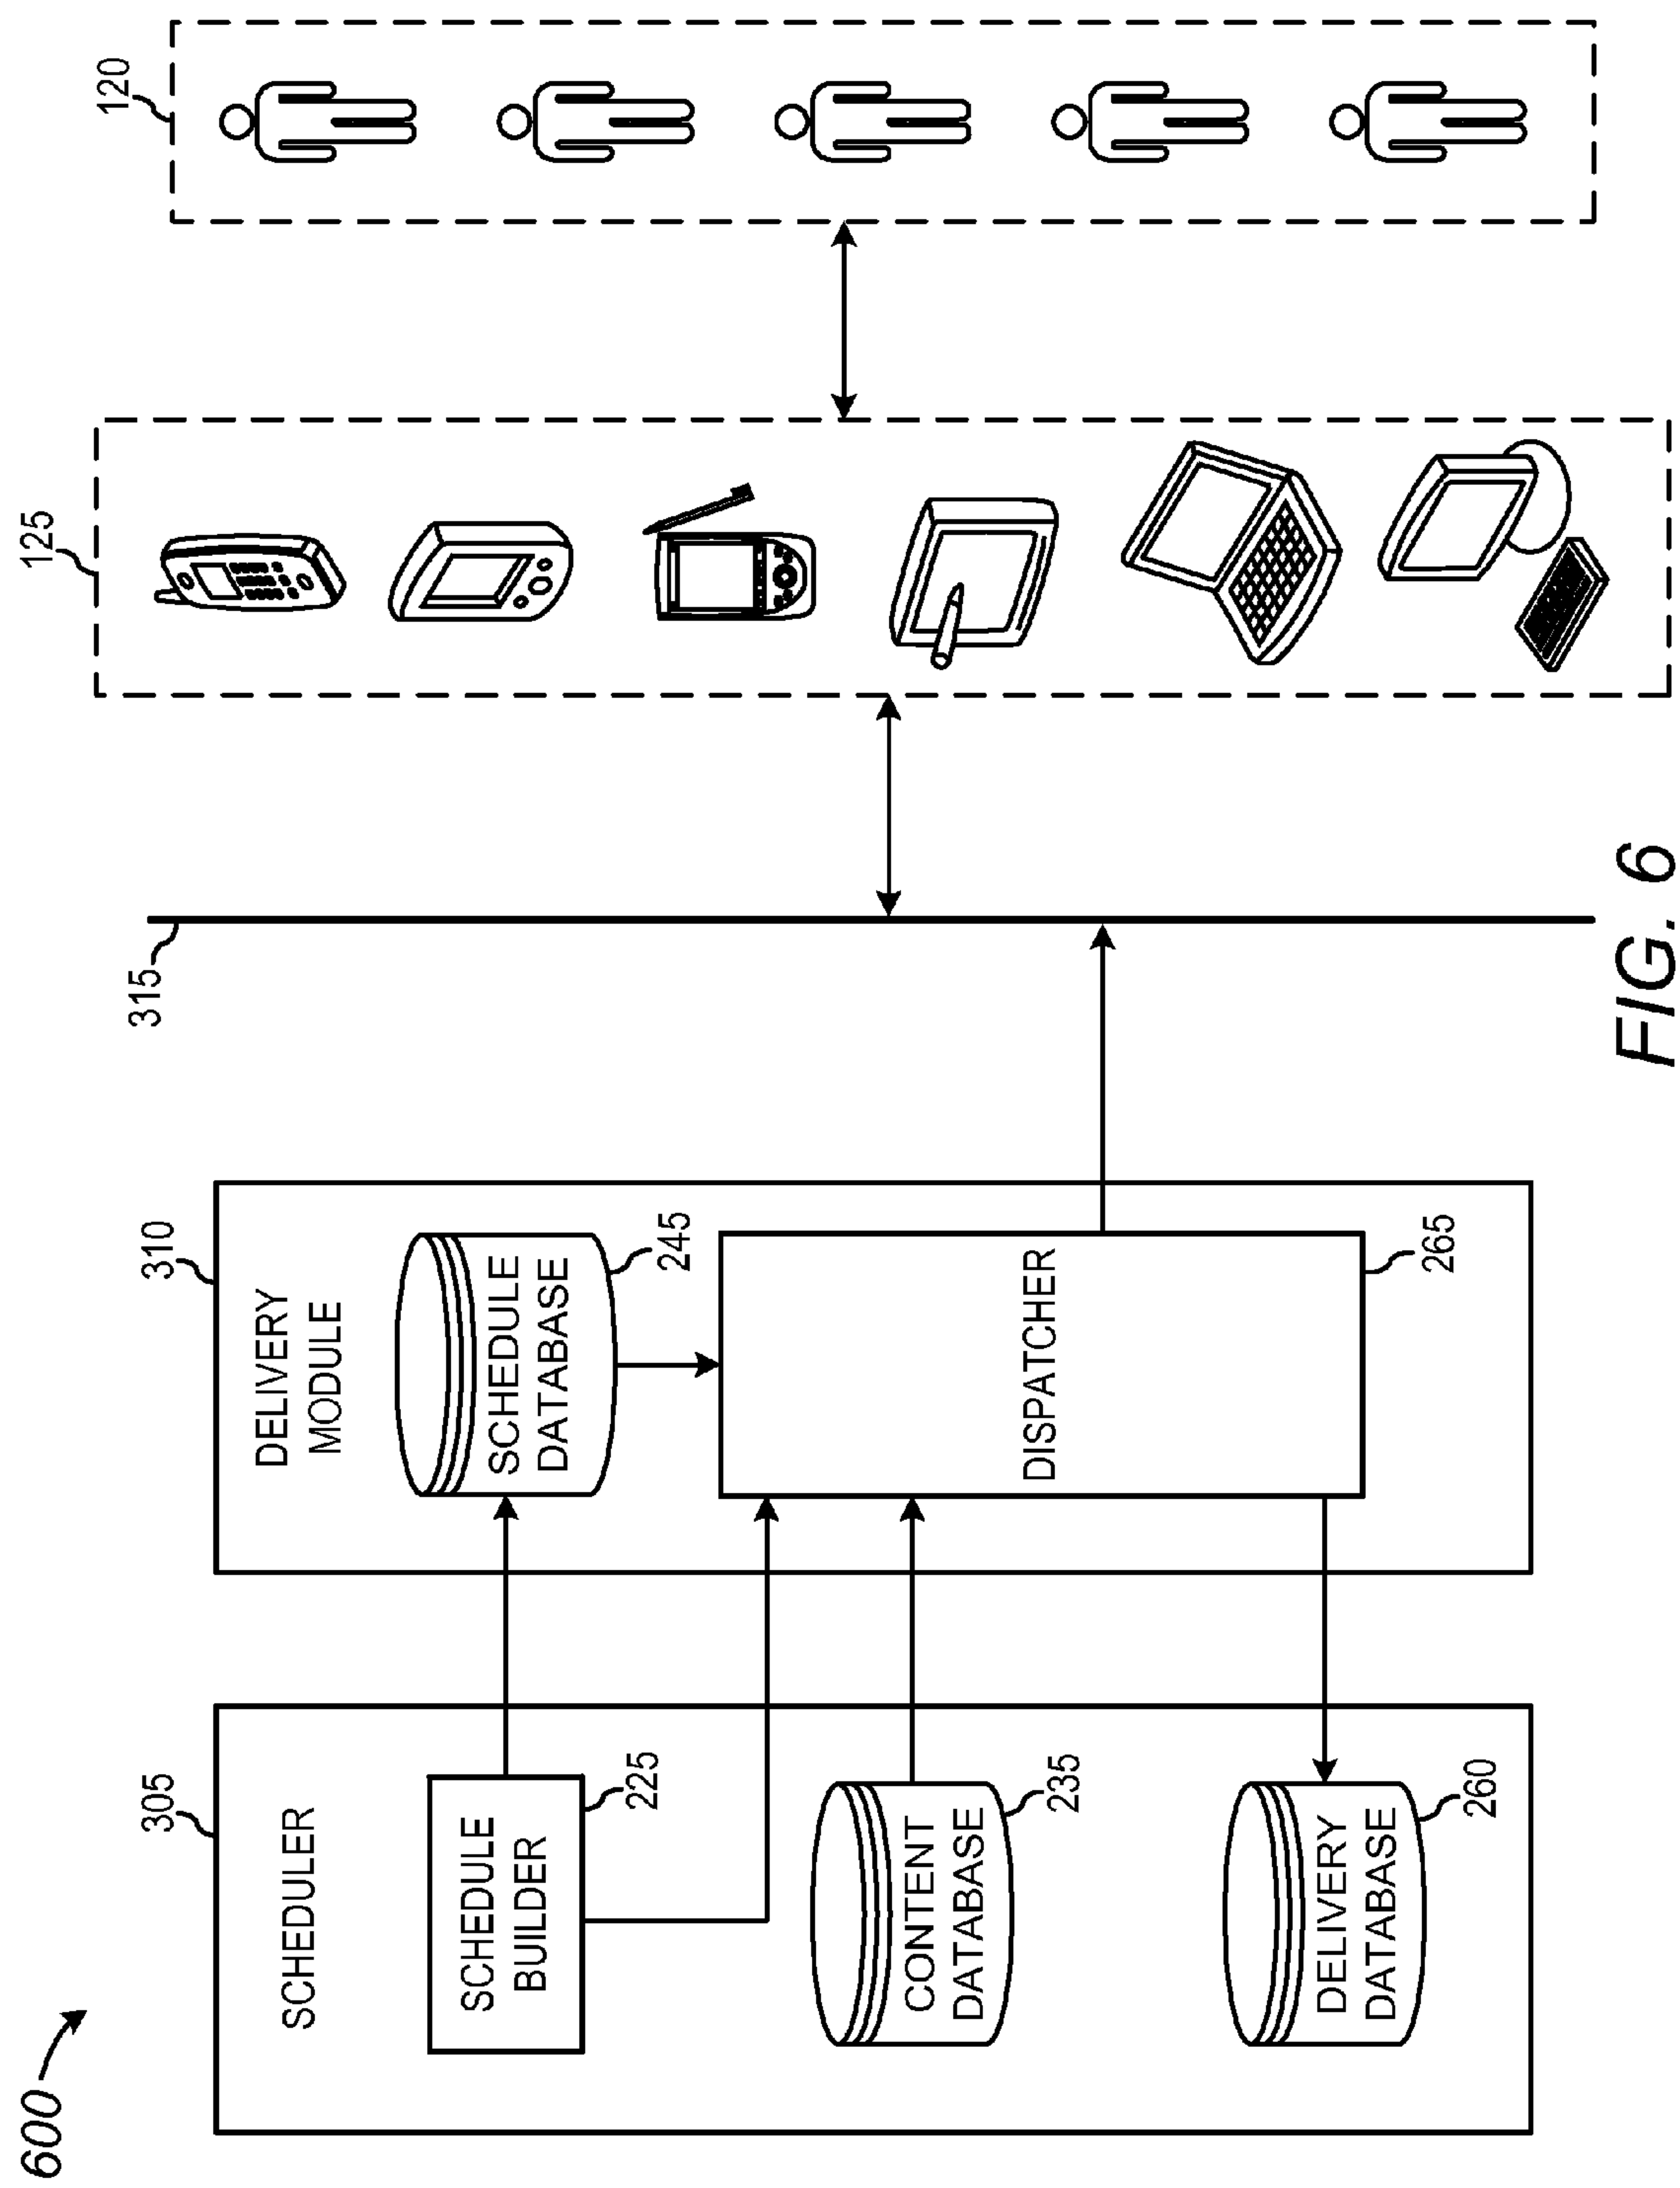 600
305
SCHEDULER
SCHEDULE
BUILDER
225
CONTENT
DATABASE
235
DELIVERY
DATABASE
260
310
DELIVERY
MODULE
SCHEDULE
DATABASE
245
DISPATCHER
265
315
125
120
FIG. 6